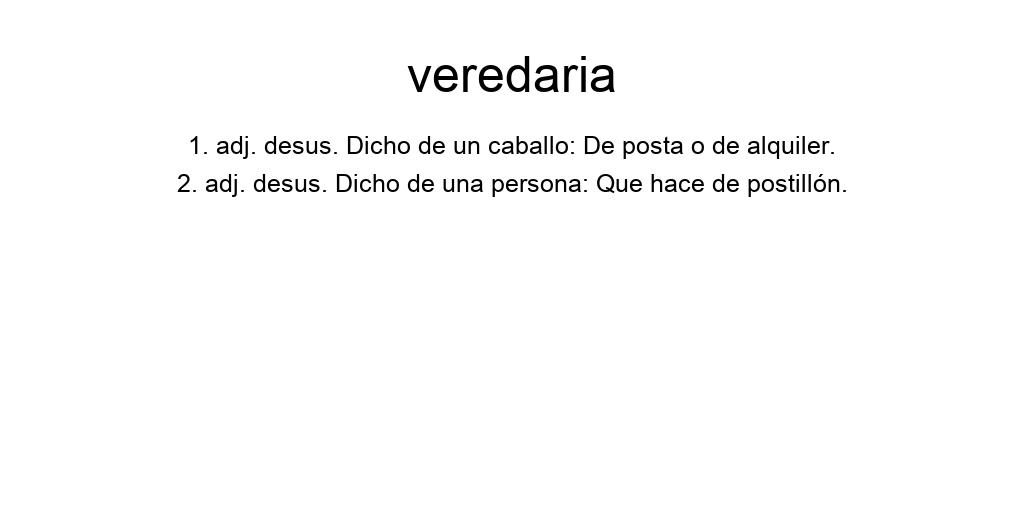 veredaria
1. adj. desus. Dicho de un caballo: De posta o de alquiler.
2. adj. desus. Dicho de una persona: Que hace de postillón.